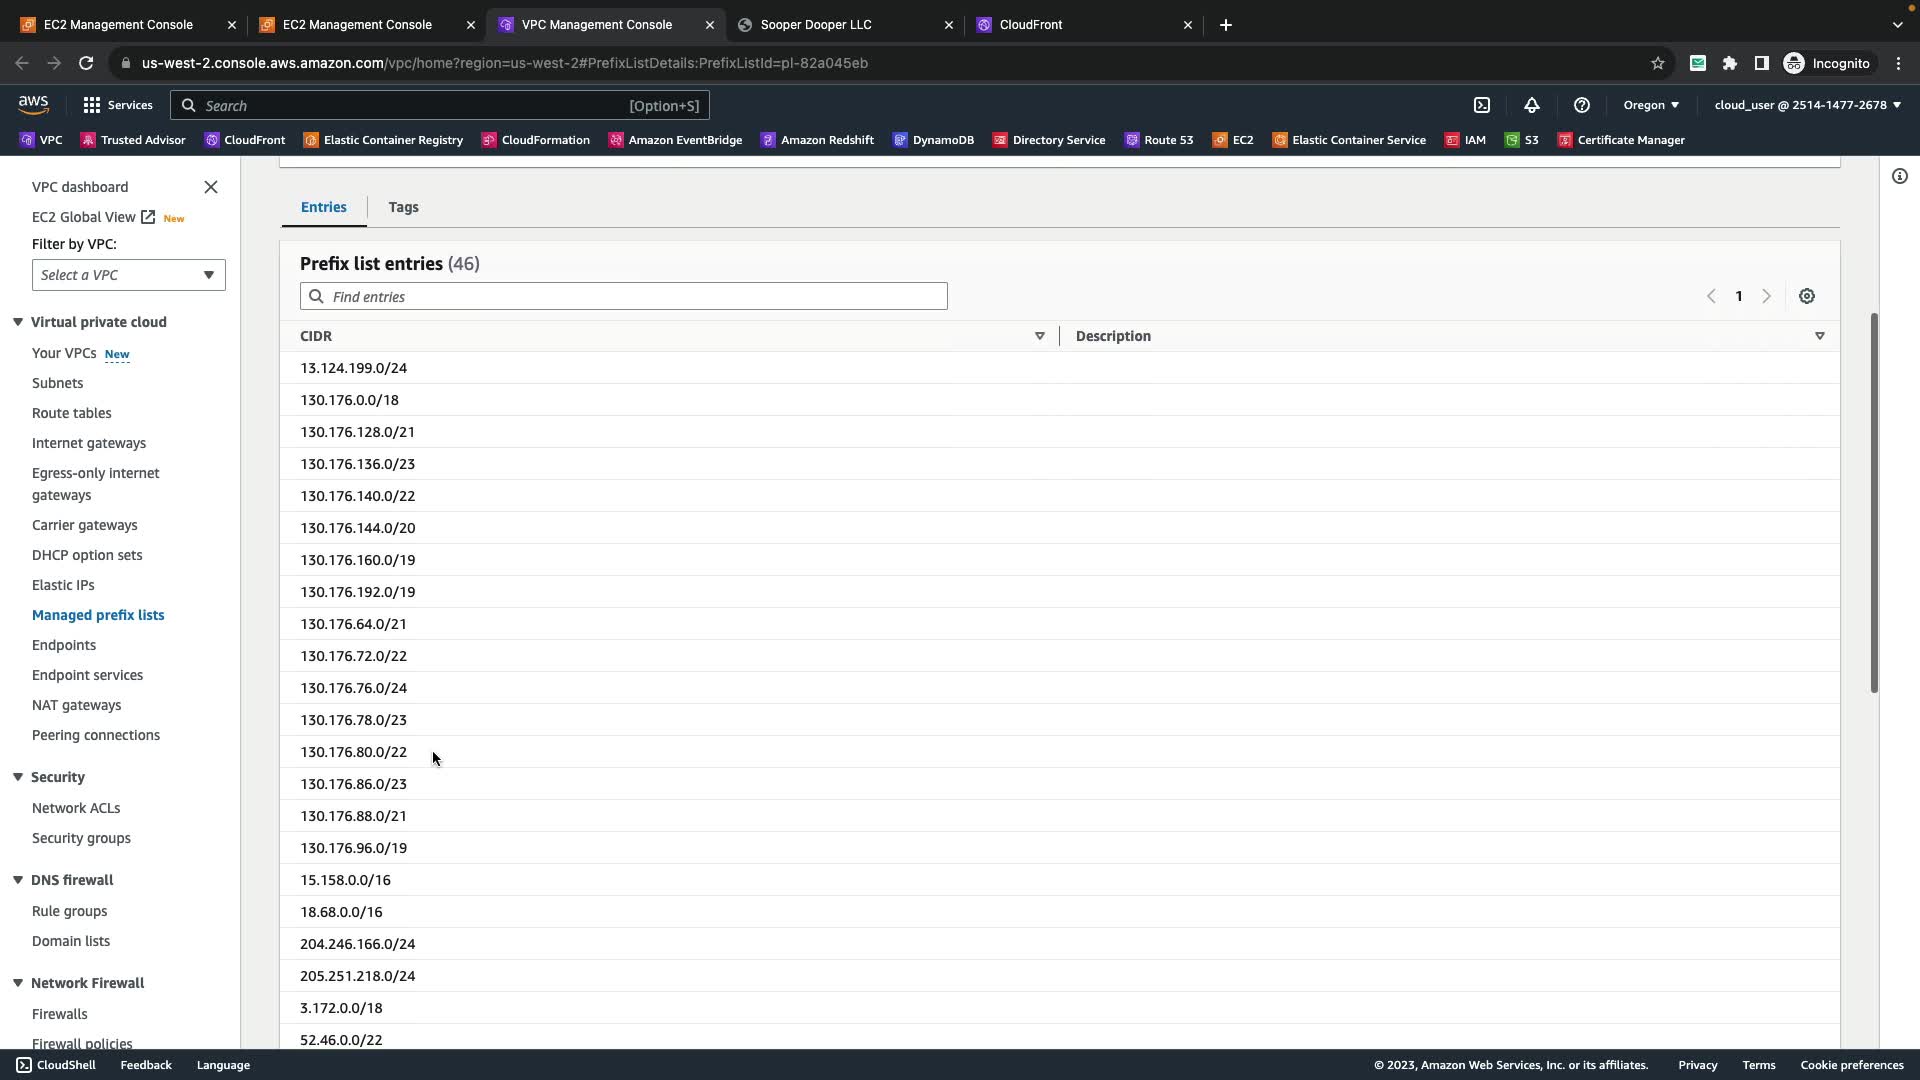 EC2 Management Console
EC2 Management Console
VPC Management Console
Sooper Dooper LLC
CloudFront
us-west-2.console.aws.amazon.com/vpc/home?region=us-west-2#PrefixListDetails:PrefixListId=pl-82a045eb
Incognito
aws
Services
Search
[Option+S]
Oregon
cloud_user @ 2514-1477-2678
VPC
Trusted Advisor
CloudFront
Elastic Container Registry
CloudFormation
Amazon EventBridge
Amazon Redshift
DynamoDB
Directory Service
Route 53
EC2
Elastic Container Service
IAM
S3
Certificate Manager
VPC dashboard
EC2 Global View New
Filter by VPC:
Select a VPC
Virtual private cloud
Your VPCs New
Subnets
Route tables
Internet gateways
Egress-only internet
gateways
Carrier gateways
DHCP option sets
Elastic IPs
Managed prefix lists
Endpoints
Endpoint services
NAT gateways
Peering connections
Security
Network ACLs
Security groups
DNS firewall
Rule groups
Domain lists
Network Firewall
Firewalls
Firewall policies
Entries
Tags
Prefix list entries (46)
Find entries
1
CIDR
Description
13.124.199.0/24
130.176.0.0/18
130.176.128.0/21
130.176.136.0/23
130.176.140.0/22
130.176.144.0/20
130.176.160.0/19
130.176.192.0/19
130.176.64.0/21
130.176.72.0/22
130.176.76.0/24
130.176.78.0/23
130.176.80.0/22
130.176.86.0/23
130.176.88.0/21
130.176.96.0/19
15.158.0.0/16
18.68.0.0/16
204.246.166.0/24
205.251.218.0/24
3.172.0.0/18
52.46.0.0/22
CloudShell
Feedback
Language
© 2023, Amazon Web Services, Inc. or its affiliates.
Privacy
Terms
Cookie preferences